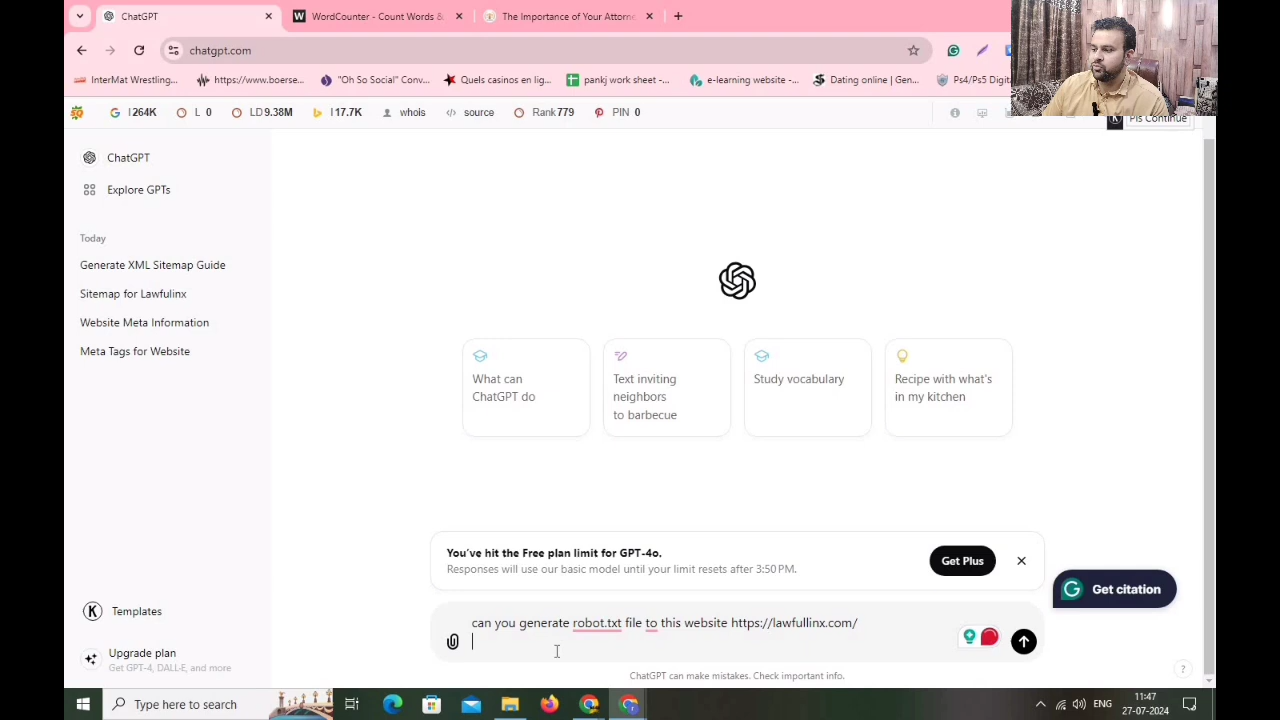 ChatGPT
WordCounter - Count Words &
The Importance of Your Attorn
chatgpt.com
InterMat Wrestling...
https://www.boerse...
"Oh So Social" Conv...
Quels casinos en lig...
pankj work sheet -...
e-learning website -...
Dating online | Gen...
Ps4/Ps5 Digit
I 264K
L 0
LD 9.38M
I 17.7K
whois
source
Rank 779
PIN 0
Pls Continue
ChatGPT
Explore GPTs
Today
Generate XML Sitemap Guide
Sitemap for Lawfulinx
Website Meta Information
Meta Tags for Website
What can
ChatGPT do
Text inviting
neighbors
to barbecue
Study vocabulary
Recipe with what's
in my kitchen
You've hit the Free plan limit for GPT-4o.
Responses will use our basic model until your limit resets after 3:50 PM.
Get Plus
Get citation
can you generate robot.txt file to this website https://lawfullinx.com/
ChatGPT can make mistakes. Check important info.
?
Templates
Upgrade plan
Get GPT-4, DALL·E, and more
Type here to search
ENG
11:47
27-07-2024